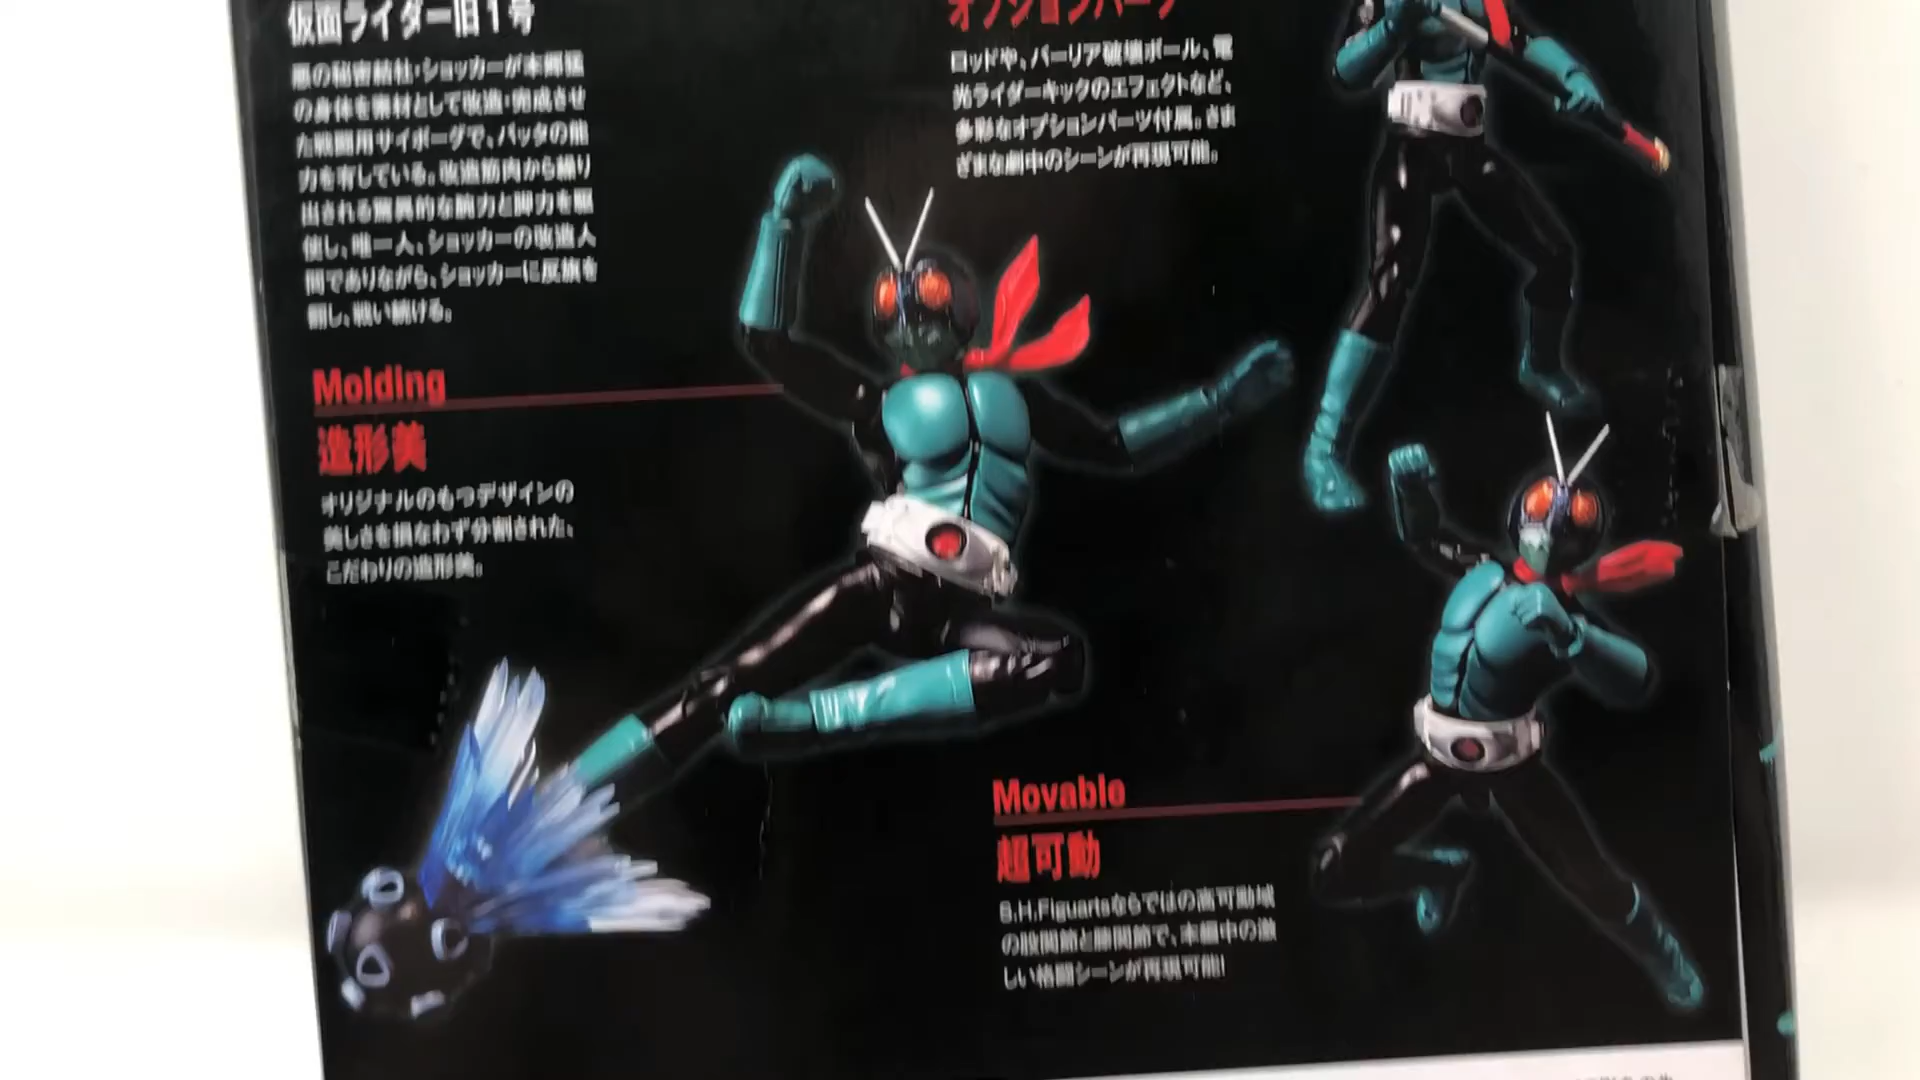 仮面ライダー旧1号
悪の秘密結社・ショッカーが本郷猛
の身体を素材として改造・完成させ
た戦闘用サイボーグで、バッタの能
力を有している。改造筋肉から繰り
出される驚異的な腕力と脚力を駆
使し、唯一人、ショッカーの改造人
間でありながら、ショッカーに反旗を
翻し、戦い続ける。
Molding
造形美
オリジナルのもつデザインの
美しさを損なわず分割された、
こだわりの造形美。
オプションパーツ
ロッドや、バーリア破壊ボール、電
光ライダーキックのエフェクトなど、
多彩なオプションパーツ付属。さま
ざまな劇中のシーンが再現可能。
Movable
超可動
S.H.Figuartsならではの高可動域
の股関節と膝関節で、本編中の激
しい格闘シーンが再現可能!